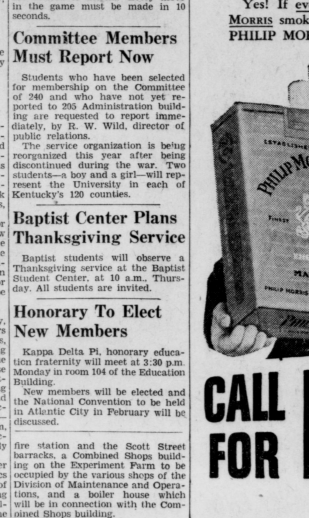 in the game must be made in 10
seconds.
Committee Members
Must Report Now
Students who have been selected
for membership on the Committee
of 240 and who have not yet re-
ported to 205 Administration build-
ing are requested to report imme-
diately, by R. W. Wild, director of
public relations.
The service organization is being
reorganized this year after being
discontinued during the war. Two
students—a boy and a girl—will rep-
resent the University in each of
Kentucky's 120 counties.
Baptist Center Plans
Thanksgiving Service
Baptist students will observe a
Thanksgiving service at the Baptist
Student Center, at 10 a.m., Thurs-
day. All students are invited.
Honorary To Elect
New Members
Kappa Delta Pi, honorary educa-
tion fraternity will meet at 3:30 p.m.
Monday in room 104 of the Education
Building.
New members will be elected and
the National Convention to be held
in Atlantic City in February will be
discussed.
fire station and the Scott Street
barracks, a Combined Shops build-
ing on the Experiment Farm to be
occupied by the various shops of the
Division of Maintenance and Opera-
tions, and a boiler house which
will be in connection with the Com-
bined Shops building.
Yes! If
MORRIS smok
PHILIP MO
ESTABLISHE
PHILIP MO
FINEST
MA
PHILIP MORRIS
CALL
FOR